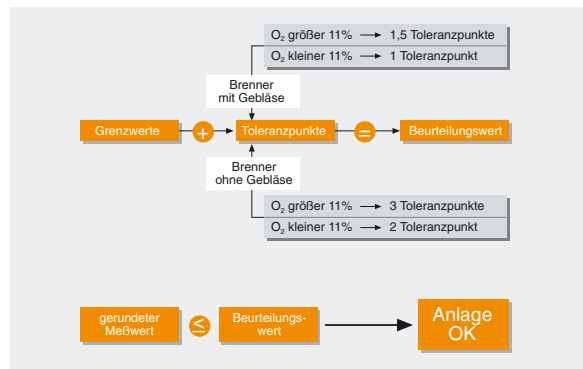 O₂ größer 11% → 1,5 Toleranzpunkte
O₂ kleiner 11% → 1 Toleranzpunkt
Brenner
mit Gebläse
Grenzwerte + Toleranzpunkte = Beurteilungswert
Brenner
ohne Gebläse
O₂ größer 11% → 3 Toleranzpunkte
O₂ kleiner 11% → 2 Toleranzpunkt
gerundeter
Meßwert
≤
Beurteilungs-
wert
Anlage
OK